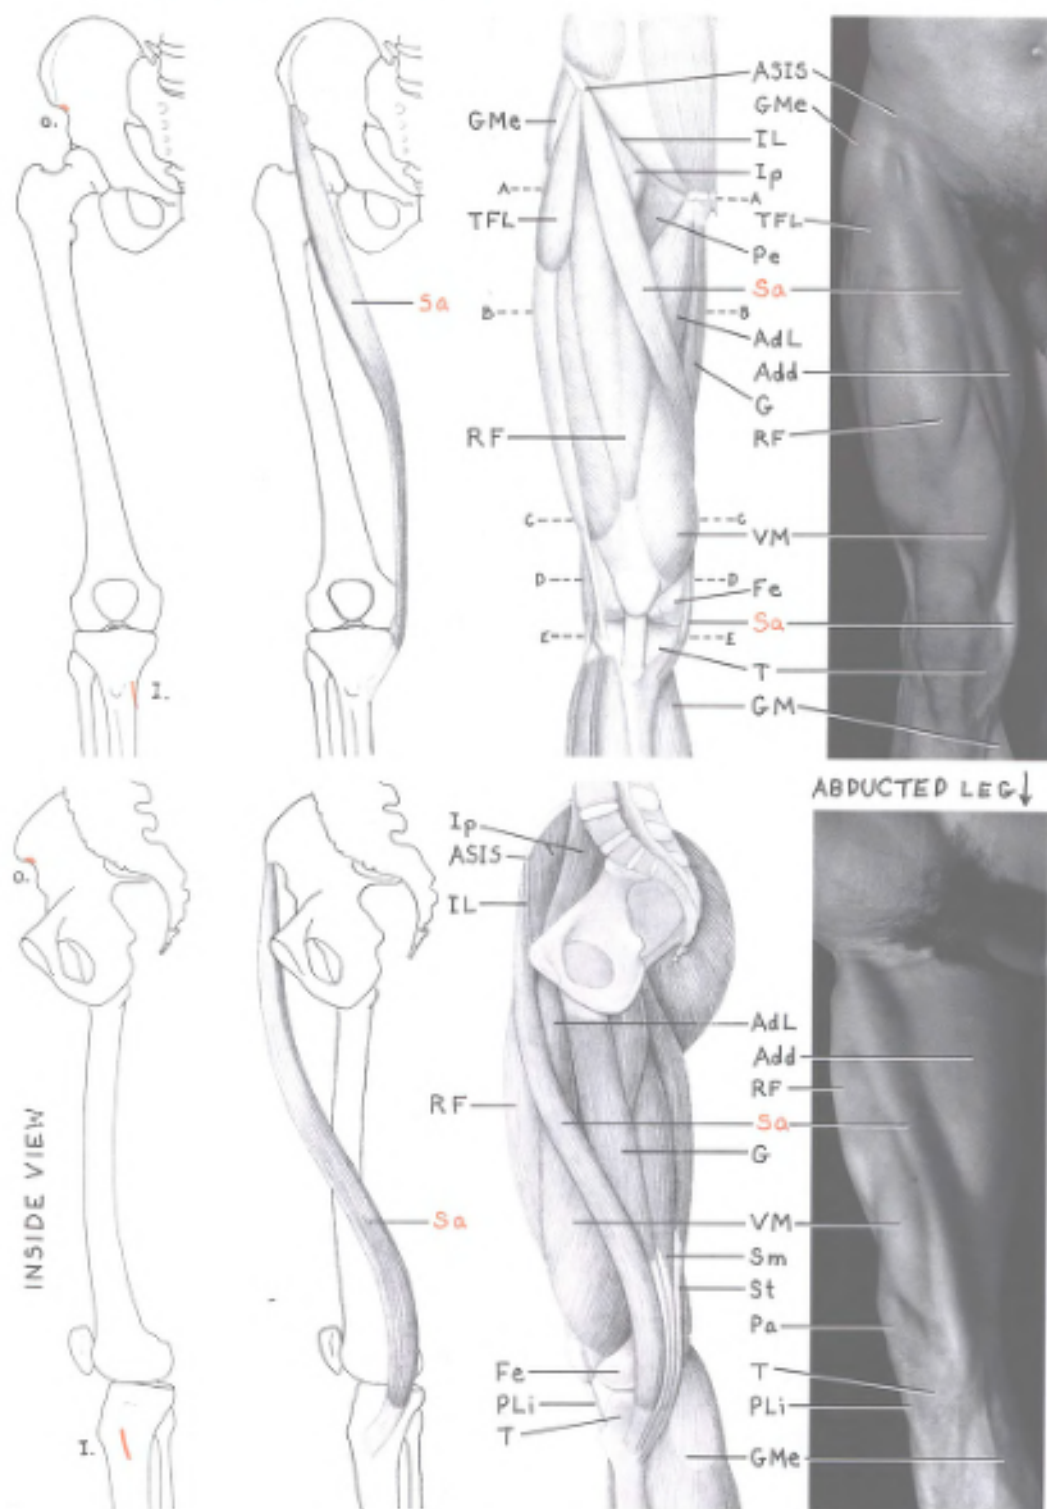 O.
I.
Sa
GMe
A
TFL
B
RF
C
D
E
ASIS
GMe
IL
Ip
A
TFL
Pe
Sa
B
AdL
Add
G
RF
C
VM
D
Fe
Sa
E
T
GM
ABDUCTED LEG↓
O.
I.
INSIDE VIEW
Sa
Ip
ASIS
IL
RF
Fe
PLi
T
AdL
Add
RF
Sa
G
VM
Sm
St
Pa
T
PLi
GMe